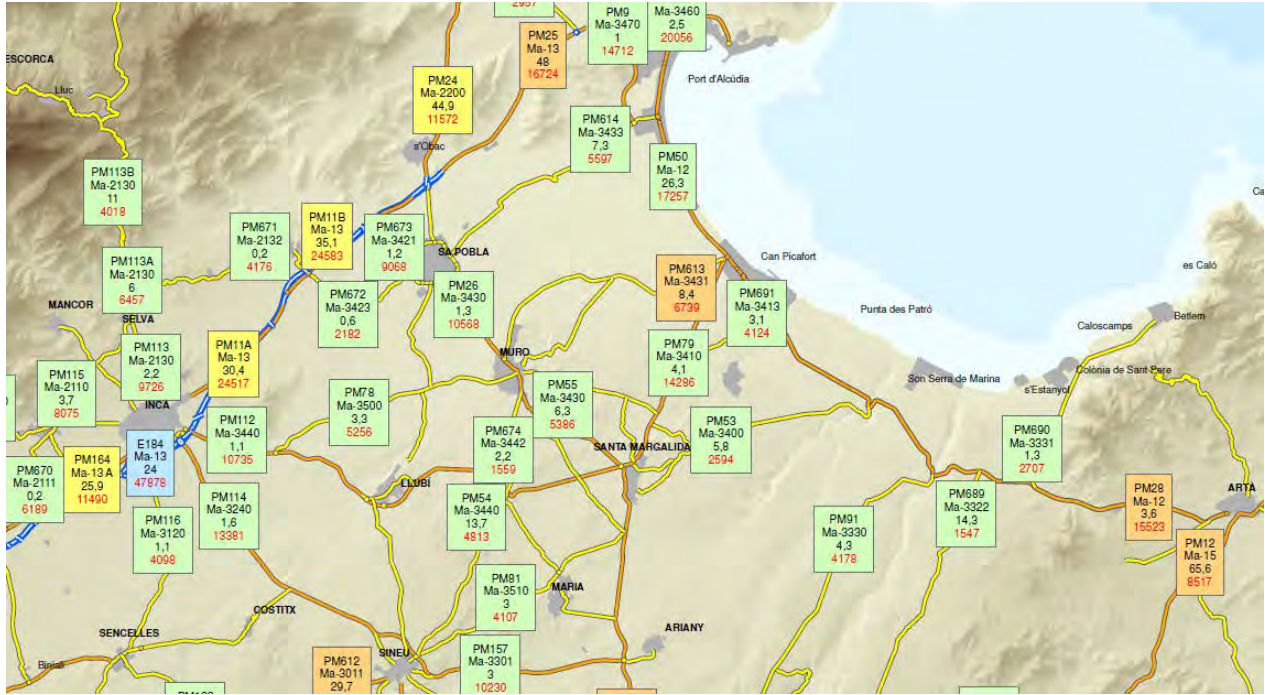 2957
PM9
Ma-3470
1
14712
Ma-3460
2,5
20056
PM25
Ma-13
48
16724
ESCORCA
Lluc
PM24
Ma-2200
44,9
11572
Port d'Alcúdia
PM614
Ma-3433
7,3
5597
s'Obac
PM50
Ma-12
26,3
17257
PM113B
Ma-2130
11
4018
PM671
Ma-2132
0,2
4176
PM11B
Ma-13
35,1
24583
PM673
Ma-3421
1,2
9068
SA POBLA
Can Picafort
PM113A
Ma-2130
6
6457
PM613
Ma-3431
8,4
6739
es Caló
PM672
Ma-3423
0,6
2182
PM26
Ma-3430
1,3
10568
PM691
Ma-3413
3,1
4124
Punta des Patró
Betlem
MANCOR
SELVA
Caloscamps
PM113
Ma-2130
2,2
9726
PM11A
Ma-13
30,4
24517
MURO
PM79
Ma-3410
4,1
14286
Colònia de Sant Pere
Son Serra de Marina
s'Estanyol
PM115
Ma-2110
3,7
8075
INCA
PM78
Ma-3500
3,3
5256
PM55
Ma-3430
6,3
5386
PM112
Ma-3440
1,1
10735
PM674
Ma-3442
2,2
1559
SANTA MARGALIDA
PM53
Ma-3400
5,8
2594
PM690
Ma-3331
1,3
2707
E184
Ma-13
24
47878
PM164
Ma-13 A
25,9
11490
PM670
Ma-2111
0,2
6189
LLUBÍ
PM114
Ma-3240
1,6
13381
PM54
Ma-3440
13,7
4813
PM689
Ma-3322
14,3
1547
PM28
Ma-12
3,6
15523
ARTA
PM116
Ma-3120
1,1
4098
PM91
Ma-3330
4,3
4178
PM12
Ma-15
65,6
8517
PM81
Ma-3510
3
4107
MARIA
COSTITX
SENCELLES
ARIANY
SINEU
PM157
Ma-3301
3
10230
Biniali
PM612
Ma-3011
29,7